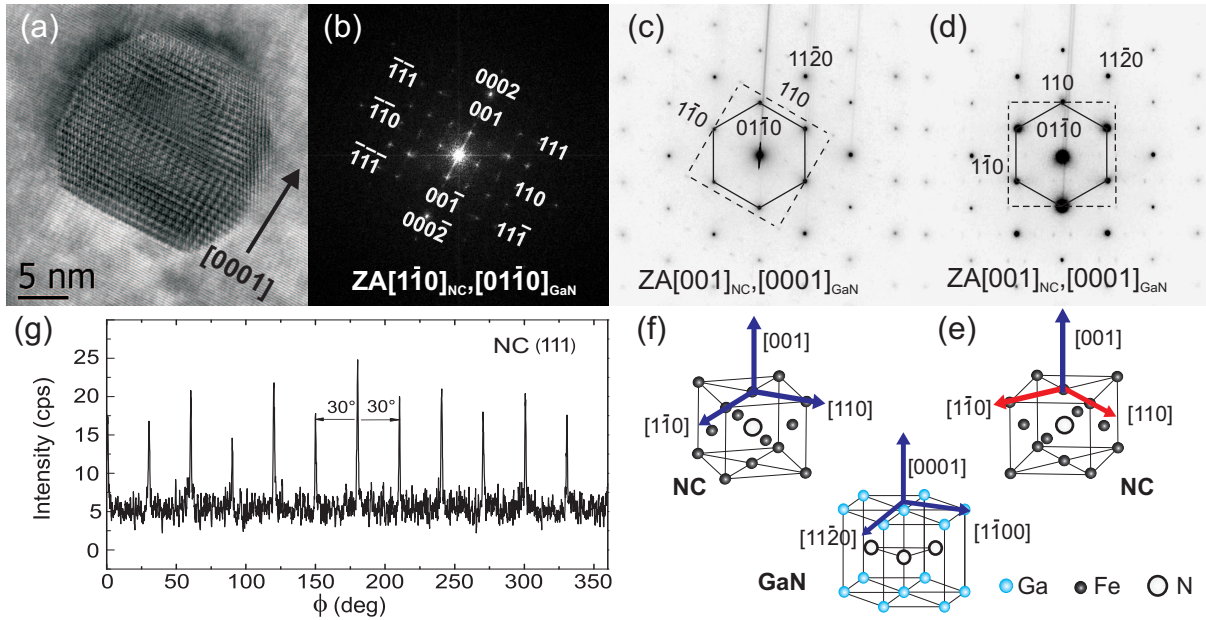 (a)
[0001]
5 nm
(b)
1̅1̅1
0002
1̅1̅0
001
1̅1̅1̅
111
110
001̅
0002̅
111̅
ZA[11̅0]NC,[011̅0]GaN
(c)
112̅0
110
11̅0
011̅0
ZA[001]NC,[0001]GaN
(d)
112̅0
110
011̅0
11̅0
ZA[001]NC,[0001]GaN
(g)
NC (111)
30° 30°
Intensity (cps)
25
20
15
10
5
0
0 50 100 150 200 250 300 350
ϕ (deg)
(f)
[001]
[110]
[11̅0]
NC
(e)
[001]
[11̅0]
[110]
NC
[0001]
[112̅0]
[11̅00]
GaN
Ga Fe N